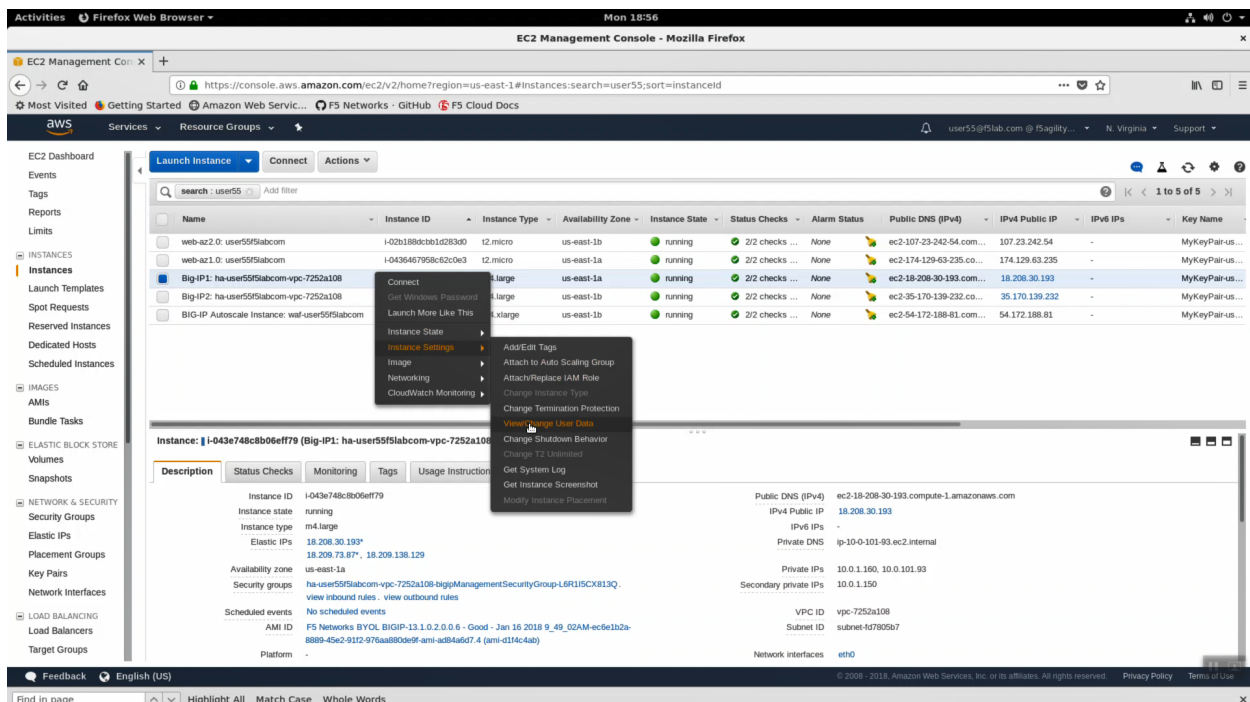 Activities Firefox Web Browser Mon 18:56
EC2 Management Console - Mozilla Firefox
EC2 Management Con
https://console.aws.amazon.com/ec2/v2/home?region=us-east-1#Instances:search=user55;sort=instanceId
Most Visited Getting Started Amazon Web Servic... F5 Networks · GitHub F5 Cloud Docs
aws Services Resource Groups user55@f5lab.com @ f5agility... N. Virginia Support
EC2 Dashboard
Events
Tags
Reports
Limits
INSTANCES
Instances
Launch Templates
Spot Requests
Reserved Instances
Dedicated Hosts
Scheduled Instances
IMAGES
AMIs
Bundle Tasks
ELASTIC BLOCK STORE
Volumes
Snapshots
NETWORK & SECURITY
Security Groups
Elastic IPs
Placement Groups
Key Pairs
Network Interfaces
LOAD BALANCING
Load Balancers
Target Groups
Launch Instance Connect Actions
search : user55 Add filter 1 to 5 of 5
Name Instance ID Instance Type Availability Zone Instance State Status Checks Alarm Status Public DNS (IPv4) IPv4 Public IP IPv6 IPs Key Name
web-az2.0: user55f5labcom i-02b188dcbb1d283d0 t2.micro us-east-1b running 2/2 checks ... None ec2-107-23-242-54.com... 107.23.242.54 - MyKeyPair-us...
web-az1.0: user55f5labcom i-0436467958c62c0e3 t2.micro us-east-1a running 2/2 checks ... None ec2-174-129-63-235.co... 174.129.63.235 - MyKeyPair-us...
Big-IP1: ha-user55f5labcom-vpc-7252a108 4.large us-east-1a running 2/2 checks ... None ec2-18-208-30-193.com... 18.208.30.193 - MyKeyPair-us...
Big-IP2: ha-user55f5labcom-vpc-7252a108 4.large us-east-1b running 2/2 checks ... None ec2-35-170-139-232.co... 35.170.139.232 - MyKeyPair-us...
BIG-IP Autoscale Instance: waf-user55f5labcom 4.xlarge us-east-1b running 2/2 checks ... None ec2-54-172-188-81.com... 54.172.188.81 - MyKeyPair-us...
Connect
Get Windows Password
Launch More Like This
Instance State
Instance Settings
Image
Networking
CloudWatch Monitoring
Add/Edit Tags
Attach to Auto Scaling Group
Attach/Replace IAM Role
Change Instance Type
Change Termination Protection
View/Change User Data
Change Shutdown Behavior
Change T2 Unlimited
Get System Log
Get Instance Screenshot
Modify Instance Placement
Instance: i-043e748c8b06eff79 (Big-IP1: ha-user55f5labcom-vpc-7252a108
Description Status Checks Monitoring Tags Usage Instruction
Instance ID i-043e748c8b06eff79
Instance state running
Instance type m4.large
Elastic IPs 18.208.30.193*
18.209.73.87* , 18.209.138.129
Availability zone us-east-1a
Security groups ha-user55f5labcom-vpc-7252a108-bigipManagementSecurityGroup-L6R1I5CX813Q .
view inbound rules . view outbound rules
Scheduled events No scheduled events
AMI ID F5 Networks BYOL BIGIP-13.1.0.2.0.0.6 - Good - Jan 16 2018 9_49_02AM-ec6e1b2a-
8889-45e2-91f2-976aa880de9f-ami-ad84a6d7.4 (ami-d1f4c4ab)
Platform -
Public DNS (IPv4) ec2-18-208-30-193.compute-1.amazonaws.com
IPv4 Public IP 18.208.30.193
IPv6 IPs -
Private DNS ip-10-0-101-93.ec2.internal
Private IPs 10.0.1.160, 10.0.101.93
Secondary private IPs 10.0.1.150
VPC ID vpc-7252a108
Subnet ID subnet-fd7805b7
Network interfaces eth0
Feedback English (US) © 2008 - 2018, Amazon Web Services, Inc. or its affiliates. All rights reserved. Privacy Policy Terms of Use
Find in page Highlight All Match Case Whole Words